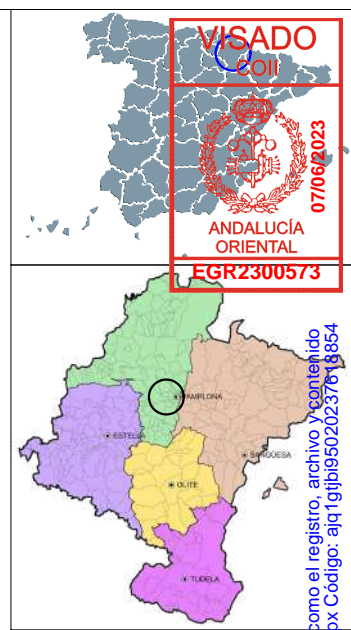 VISADO
COII
07/06/2023
ANDALUCÍA
ORIENTAL
EGR2300573
PAMPLONA
ESTELLA
SANGÜESA
OLITE
TUDELA
como el registro, archivo y contenido
ox Código: ajq1gtjbl95020237618854